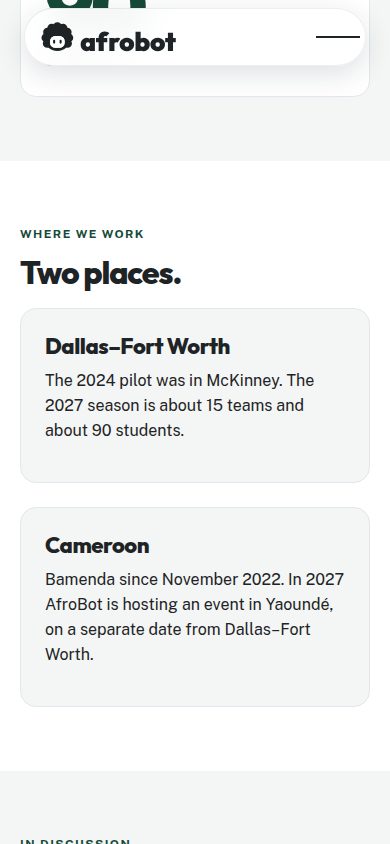 afrobot
WHERE WE WORK
Two places.
Dallas–Fort Worth
The 2024 pilot was in McKinney. The
2027 season is about 15 teams and
about 90 students.
Cameroon
Bamenda since November 2022. In 2027
AfroBot is hosting an event in Yaoundé,
on a separate date from Dallas–Fort
Worth.
IN DISCUSSION